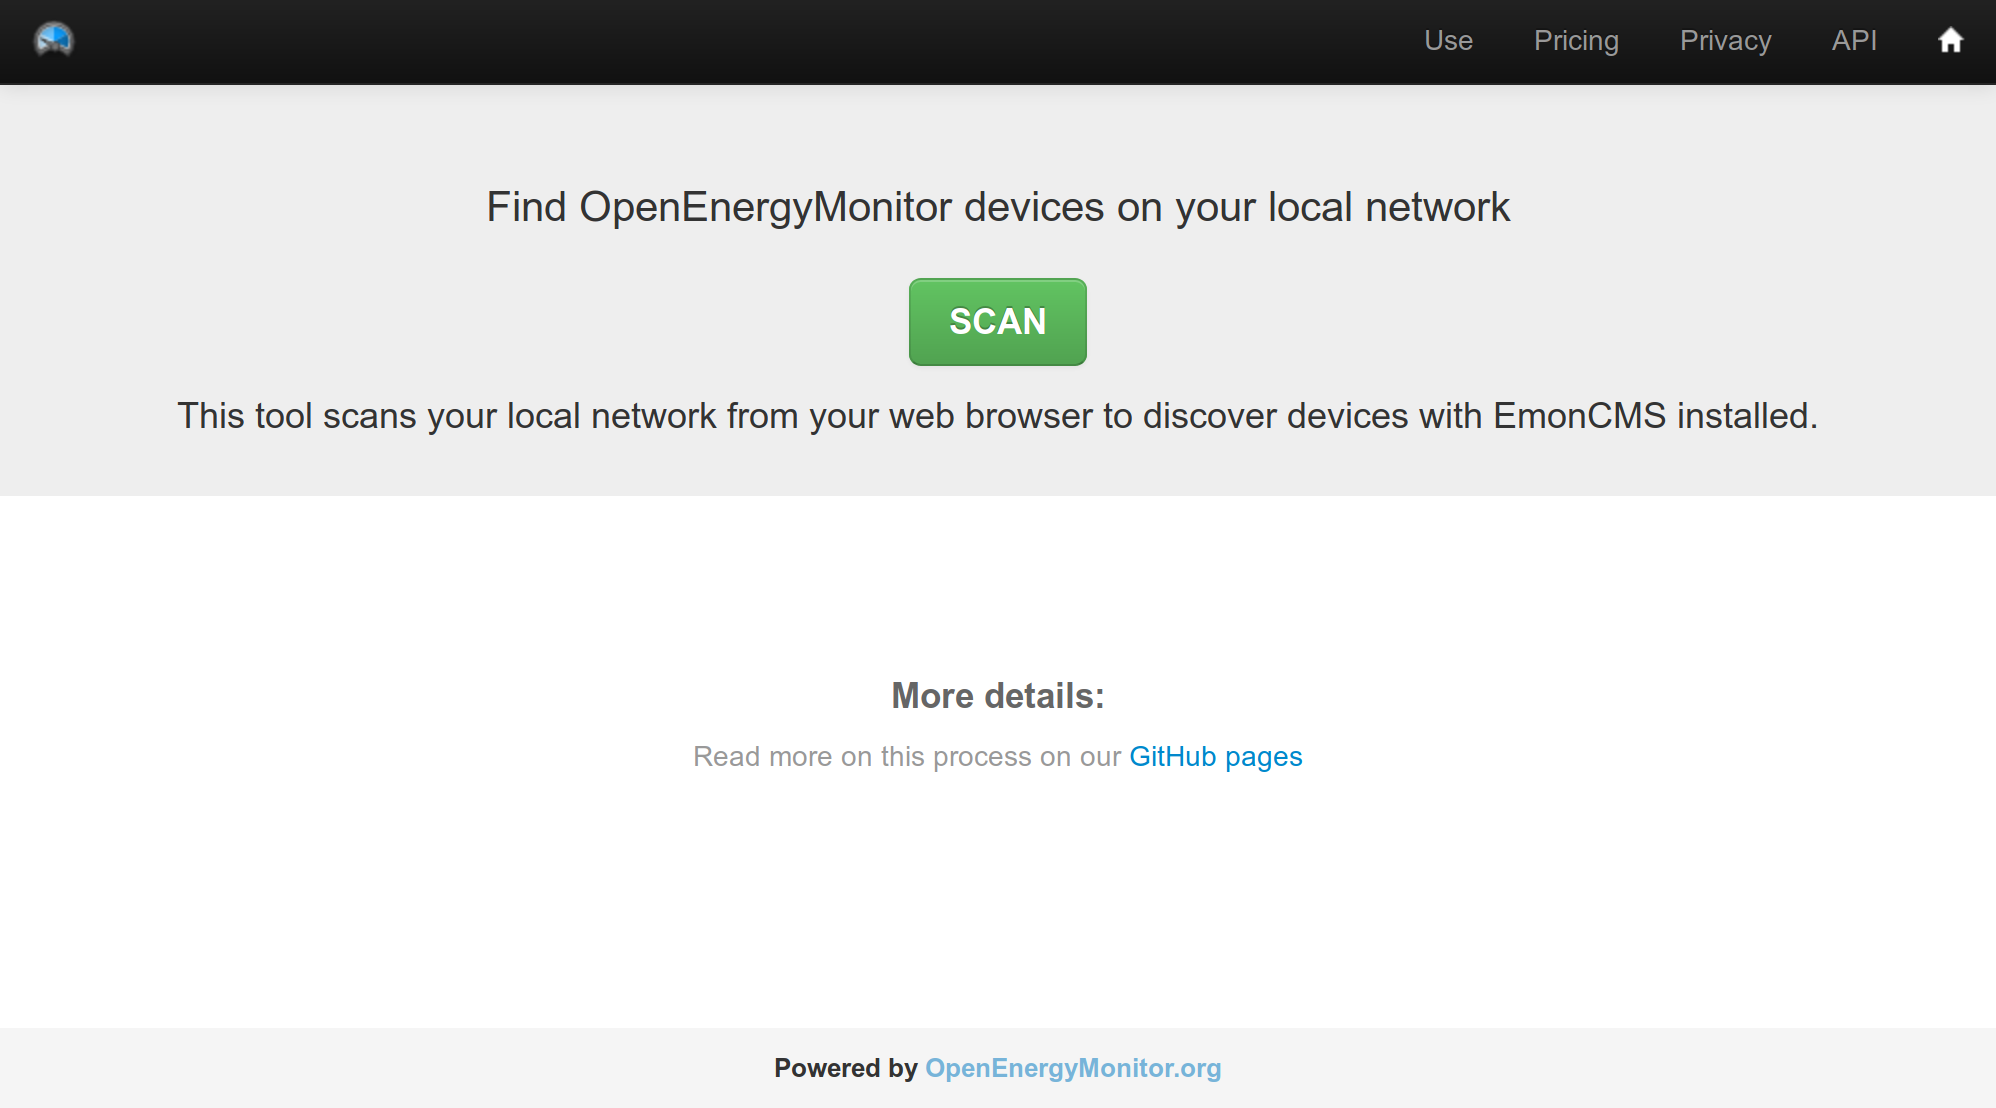 Use Pricing Privacy API
Find OpenEnergyMonitor devices on your local network
SCAN
This tool scans your local network from your web browser to discover devices with EmonCMS installed.
More details:
Read more on this process on our GitHub pages
Powered by OpenEnergyMonitor.org